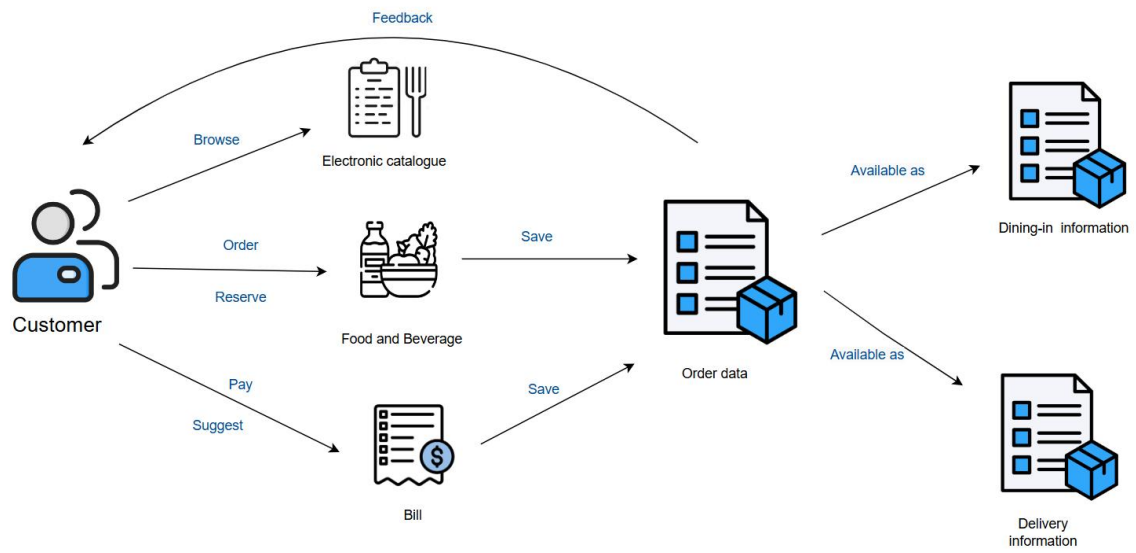 Feedback
Browse
Electronic catalogue
Available as
Dining-in information
Order
Save
Reserve
Customer
Food and Beverage
Available as
Order data
Pay
Save
Suggest
Bill
Delivery
information